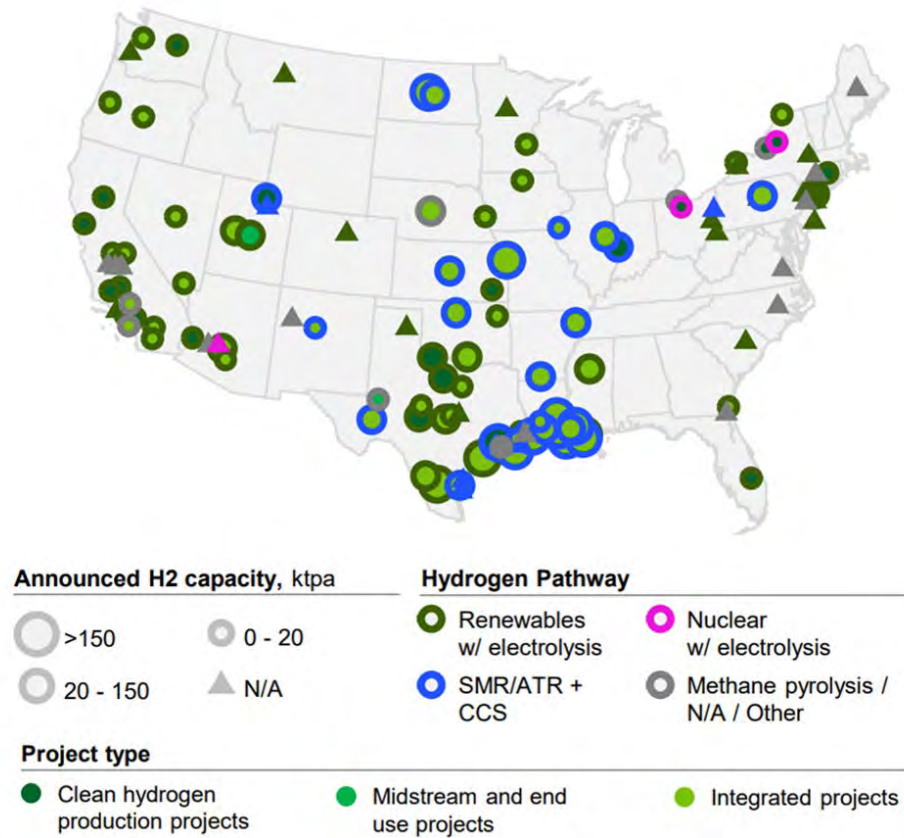 Announced H2 capacity, ktpa
>150
20 - 150
0 - 20
N/A
Hydrogen Pathway
Renewables
w/ electrolysis
SMR/ATR +
CCS
Nuclear
w/ electrolysis
Methane pyrolysis /
N/A / Other
Project type
Clean hydrogen
production projects
Midstream and end
use projects
Integrated projects